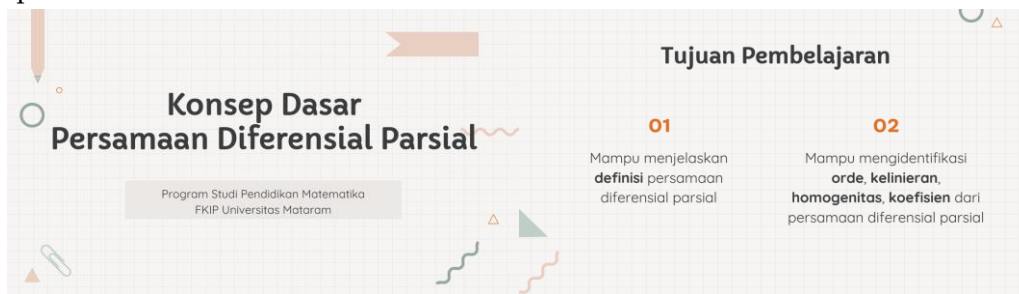 Konsep Dasar
Persamaan Diferensial Parsial
Program Studi Pendidikan Matematika
FKIP Universitas Mataram
Tujuan Pembelajaran
01
Mampu menjelaskan
definisi persamaan
diferensial parsial
02
Mampu mengidentifikasi
orde, kelinieran,
homogenitas, koefisien dari
persamaan diferensial parsial